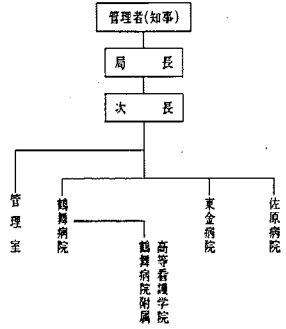 管理者(知事)
局長
次長
管理室
鶴舞病院
鶴舞病院附属
高等看護学院
東金病院
佐原病院